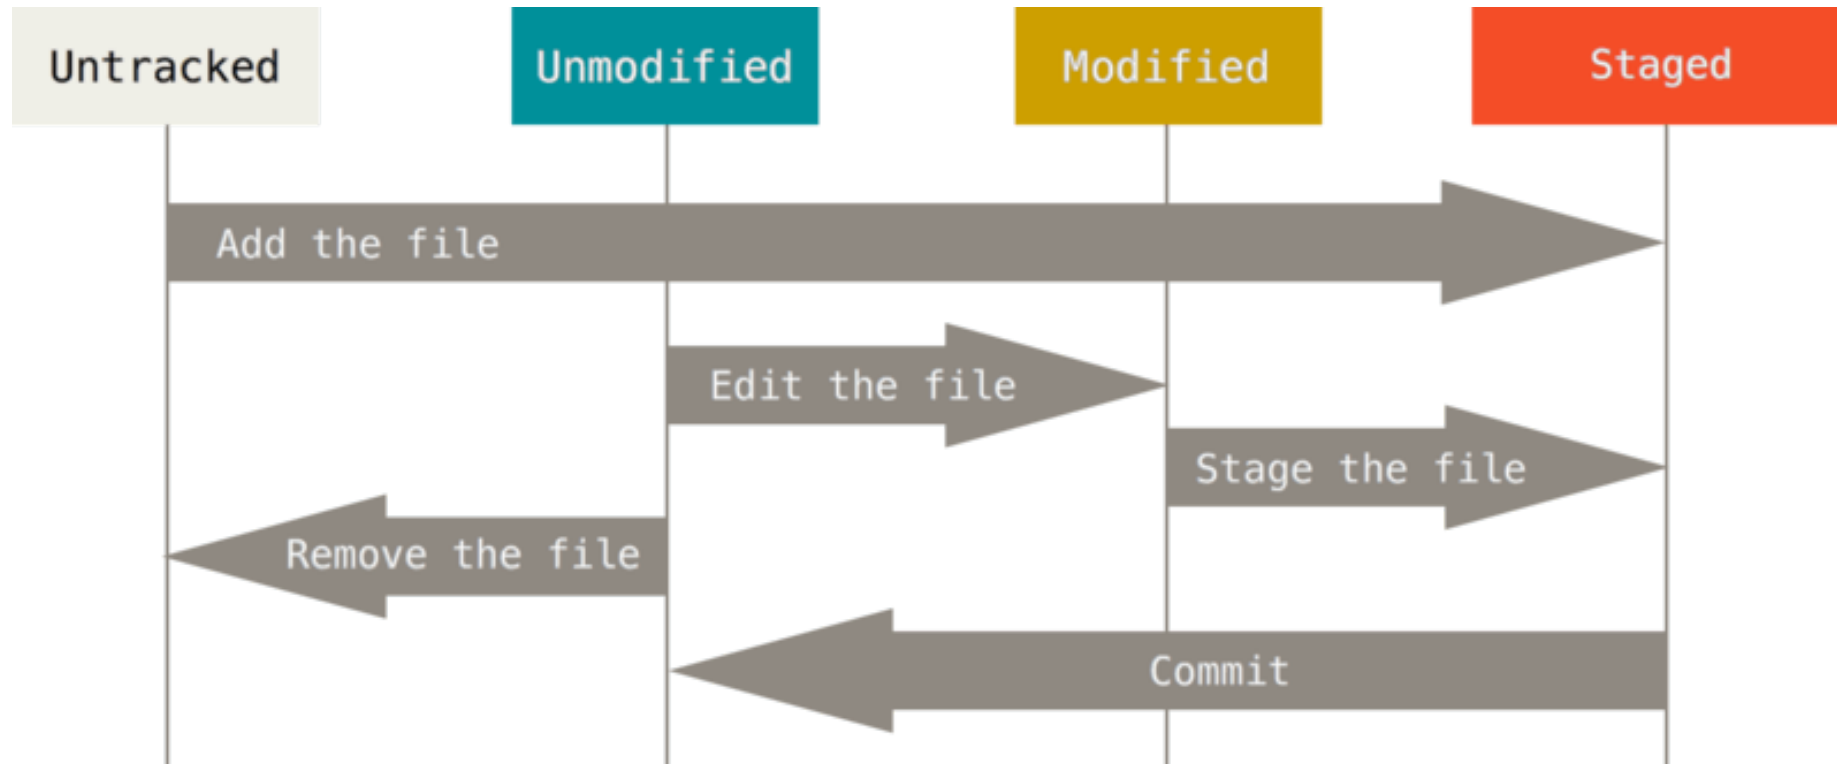 Untracked
Unmodified
Modified
Staged
Add the file
Edit the file
Stage the file
Remove the file
Commit